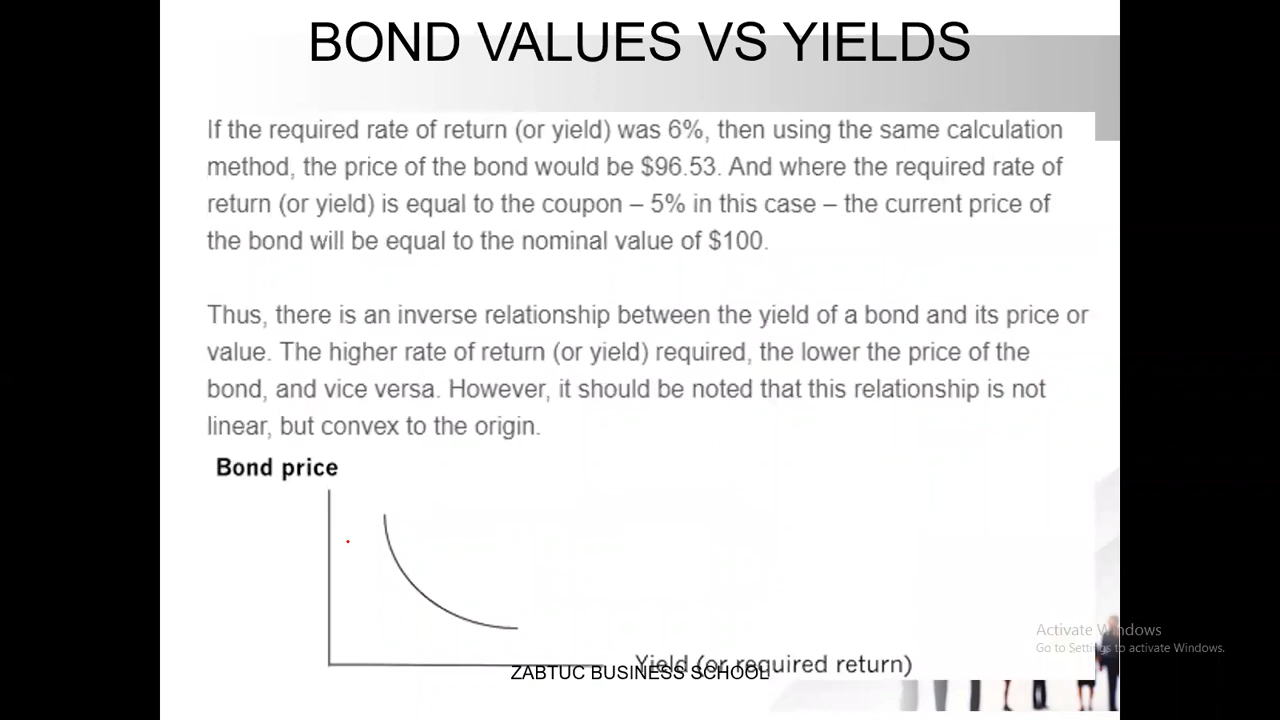 BOND VALUES VS YIELDS
If the required rate of return (or yield) was 6%, then using the same calculation
method, the price of the bond would be $96.53. And where the required rate of
return (or yield) is equal to the coupon – 5% in this case – the current price of
the bond will be equal to the nominal value of $100.
Thus, there is an inverse relationship between the yield of a bond and its price or
value. The higher rate of return (or yield) required, the lower the price of the
bond, and vice versa. However, it should be noted that this relationship is not
linear, but convex to the origin.
Bond price
Yield (or required return)
ZABTUC BUSINESS SCHOOL
Activate Windows
Go to Settings to activate Windows.